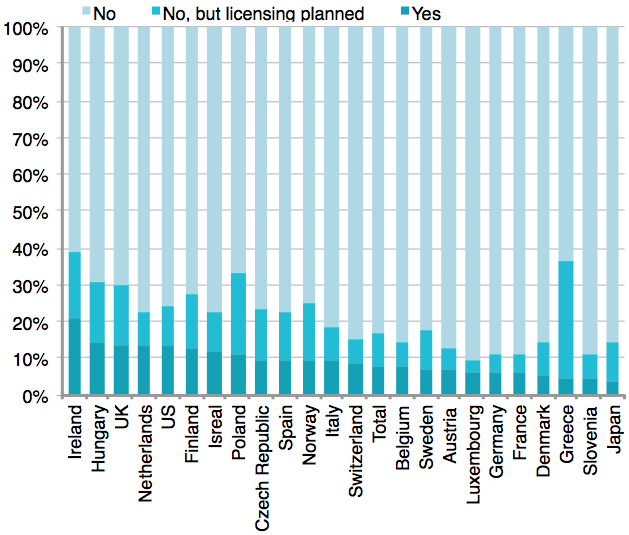 No No, but licensing planned Yes
100%
90%
80%
70%
60%
50%
40%
30%
20%
10%
0%
Ireland
Hungary
UK
Netherlands
US
Finland
Isreal
Poland
Czech Republic
Spain
Norway
Italy
Switzerland
Total
Belgium
Sweden
Austria
Luxembourg
Germany
France
Denmark
Greece
Slovenia
Japan